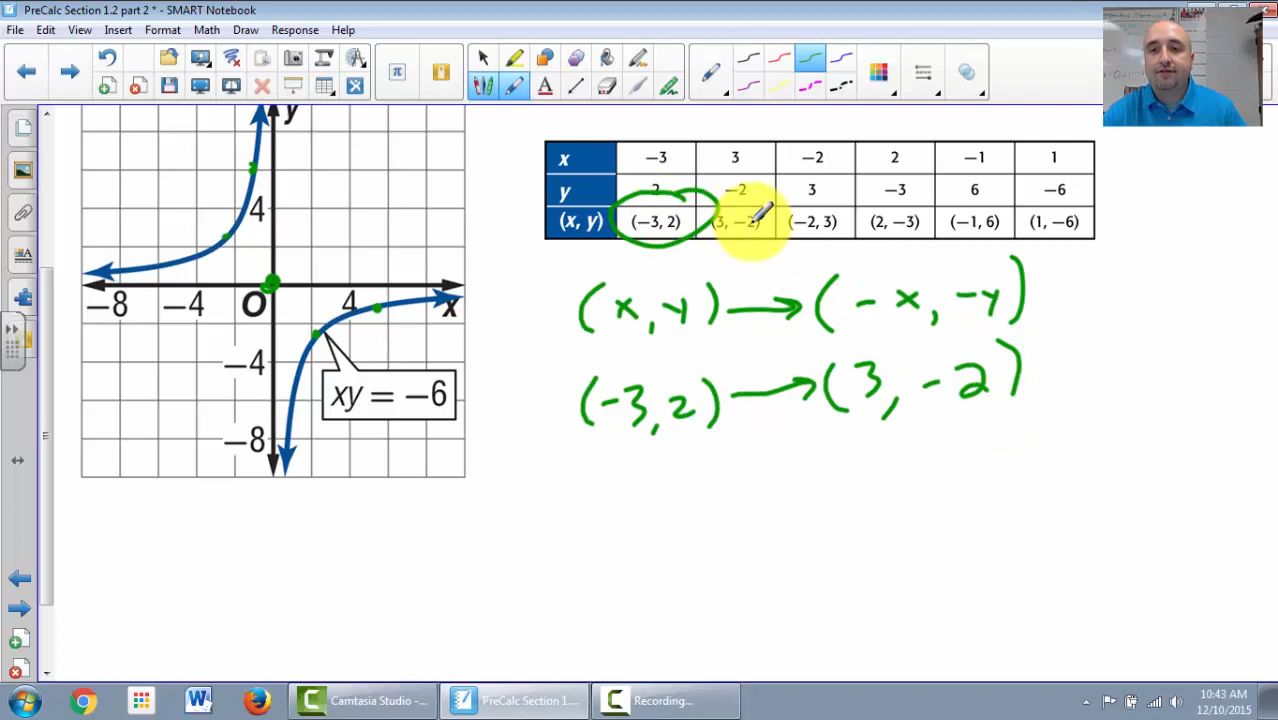 PreCalc Section 1.2 part 2 * - SMART Notebook
File Edit View Insert Format Math Draw Response Help
y
4
−8 −4 O 4 x
−4
xy = −6
−8
x −3 3 −2 2 −1 1
y 2 −2 3 −3 6 −6
(x, y) (−3, 2) (3, −2) (−2, 3) (2, −3) (−1, 6) (1, −6)
(x, y) → (-x, -y)
(-3, 2) → (3, -2)
Camtasia Studio -... PreCalc Section 1.... Recording...
10:43 AM
12/10/2015